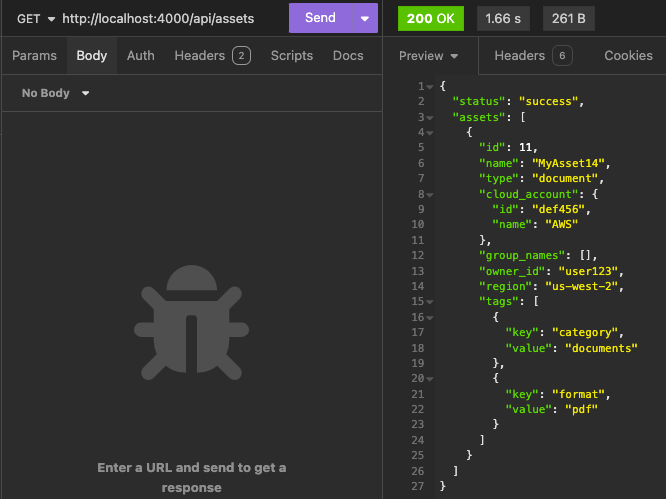 GET http://localhost:4000/api/assets Send
Params Body Auth Headers 2 Scripts Docs
No Body
Enter a URL and send to get a
response
200 OK 1.66 s 261 B
Preview Headers 6 Cookies
1 {
2 "status": "success",
3 "assets": [
4 {
5 "id": 11,
6 "name": "MyAsset14",
7 "type": "document",
8 "cloud_account": {
9 "id": "def456",
10 "name": "AWS"
11 },
12 "group_names": [],
13 "owner_id": "user123",
14 "region": "us-west-2",
15 "tags": [
16 {
17 "key": "category",
18 "value": "documents"
19 },
20 {
21 "key": "format",
22 "value": "pdf"
23 }
24 ]
25 }
26 ]
27 }